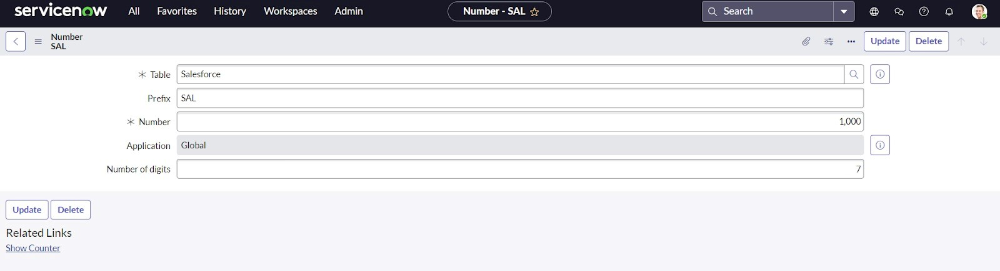 servicenow All Favorites History Workspaces Admin Number - SAL Search
Number
SAL
Update Delete
* Table Salesforce
Prefix SAL
* Number 1,000
Application Global
Number of digits 7
Update Delete
Related Links
Show Counter